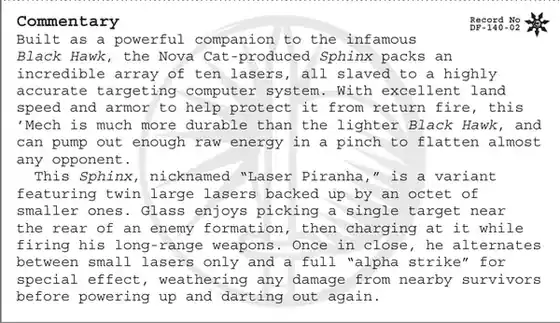 Commentary
Record No
DF-140-02
Built as a powerful companion to the infamous
Black Hawk, the Nova Cat-produced Sphinx packs an
incredible array of ten lasers, all slaved to a highly
accurate targeting computer system. With excellent land
speed and armor to help protect it from return fire, this
‘Mech is much more durable than the lighter Black Hawk, and
can pump out enough raw energy in a pinch to flatten almost
any opponent.
This Sphinx, nicknamed “Laser Piranha,” is a variant
featuring twin large lasers backed up by an octet of
smaller ones. Glass enjoys picking a single target near
the rear of an enemy formation, then charging at it while
firing his long-range weapons. Once in close, he alternates
between small lasers only and a full “alpha strike” for
special effect, weathering any damage from nearby survivors
before powering up and darting out again.